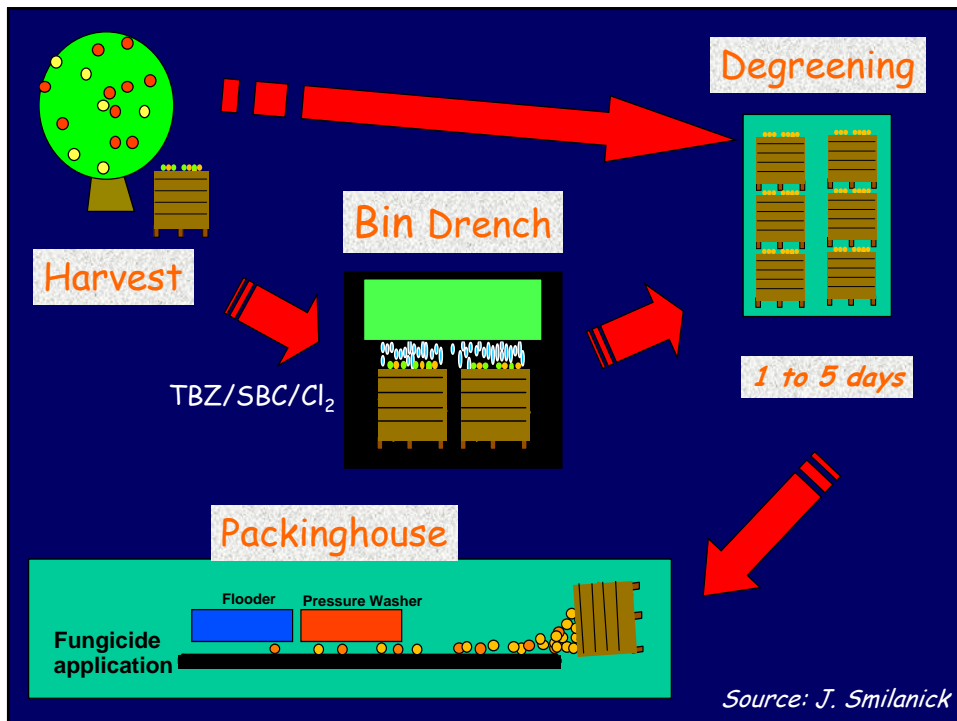 Degreening
Bin Drench
Harvest
TBZ/SBC/Cl₂
1 to 5 days
Packinghouse
Flooder
Pressure Washer
Fungicide
application
Source: J. Smilanick